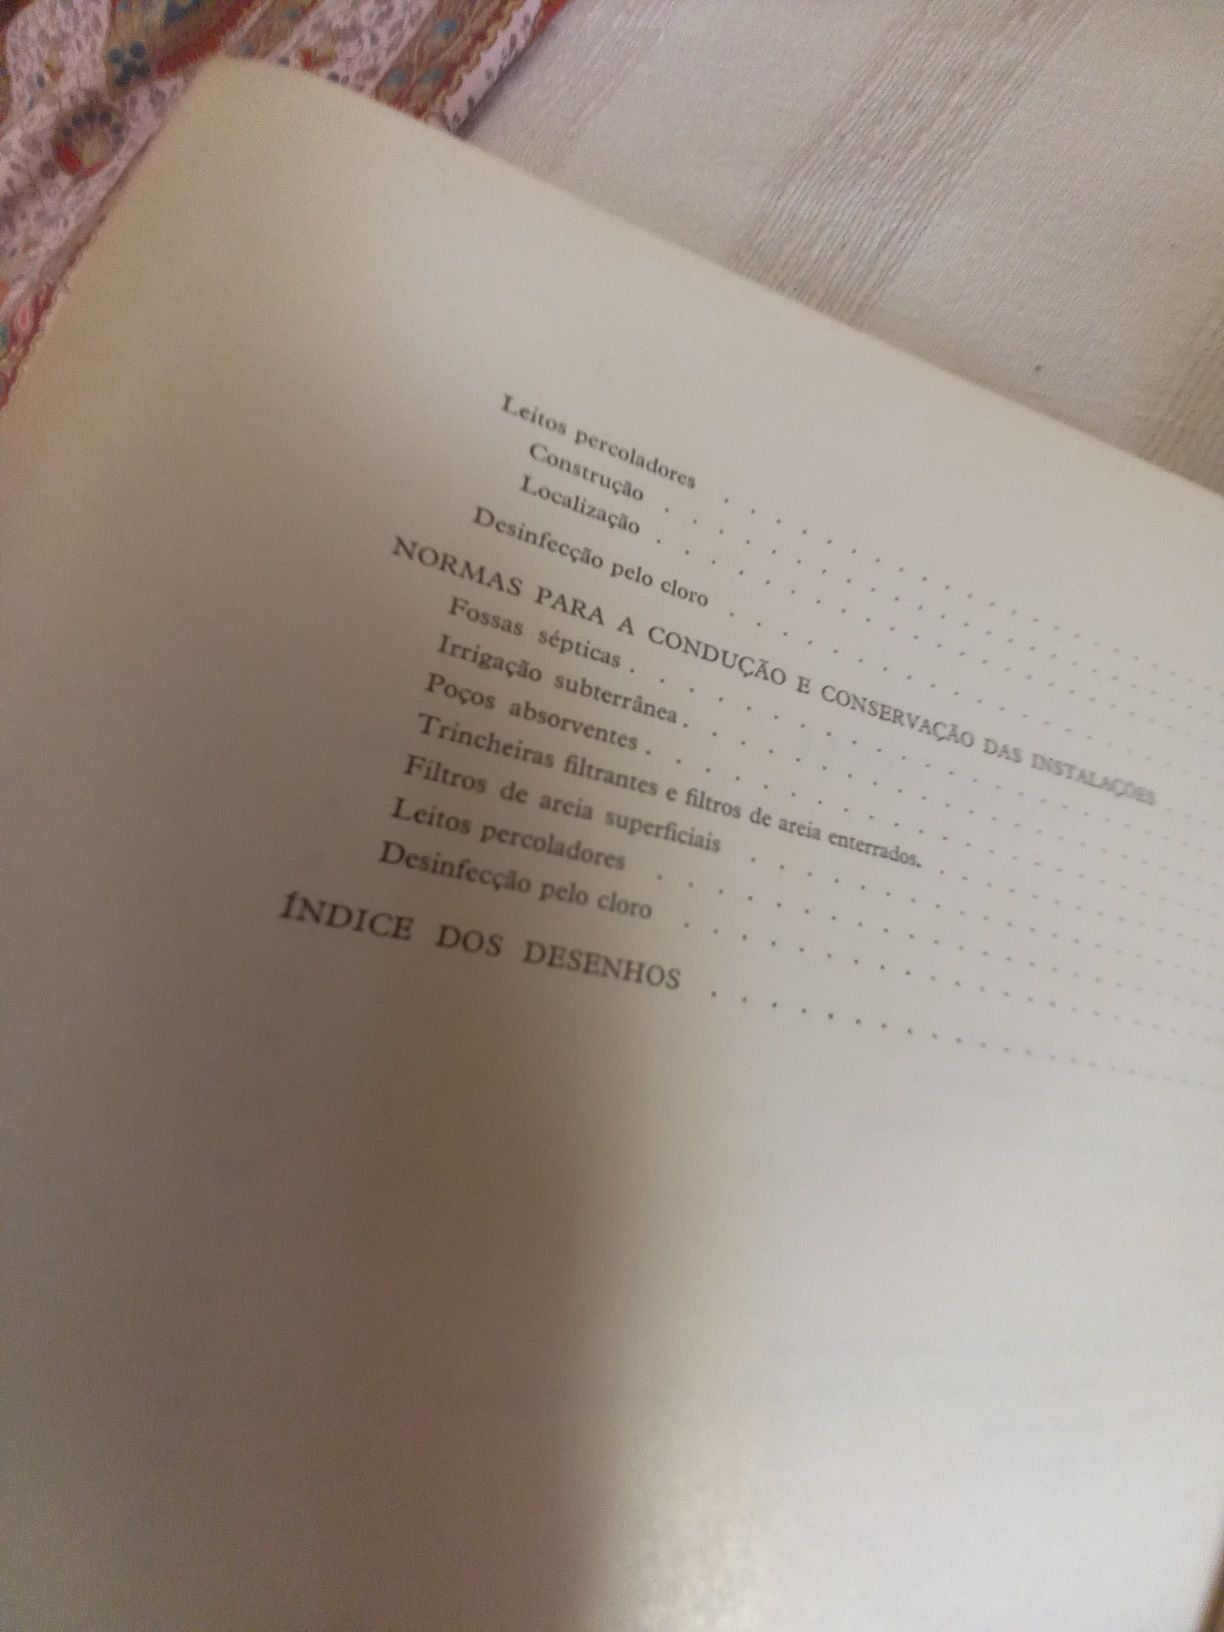 Leitos percoladores . . . . . . . . . .
Construção . . . . . . . . . .
Localização . . . . . . . . . .
Desinfecção pelo cloro . . . . . . . . . .
NORMAS PARA A CONDUÇÃO E CONSERVAÇÃO DAS INSTALAÇÕES
Fossas sépticas . . . . . . . . . .
Irrigação subterrânea . . . . . . . . . .
Poços absorventes . . . . . . . . . .
Trincheiras filtrantes e filtros de areia enterrados. . . . . . . . . .
Filtros de areia superficiais . . . . . . . . . .
Leitos percoladores . . . . . . . . . .
Desinfecção pelo cloro . . . . . . . . . .
ÍNDICE DOS DESENHOS . . . . . . . . . .